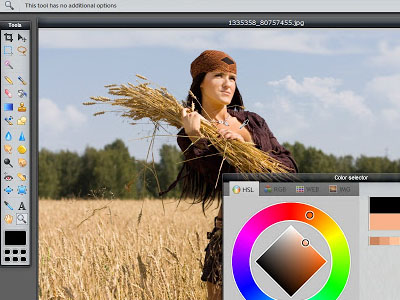 This tool has no additional options
1335358_80757455.jpg
Tools
Color selector
HSL RGB WEB IMG
A